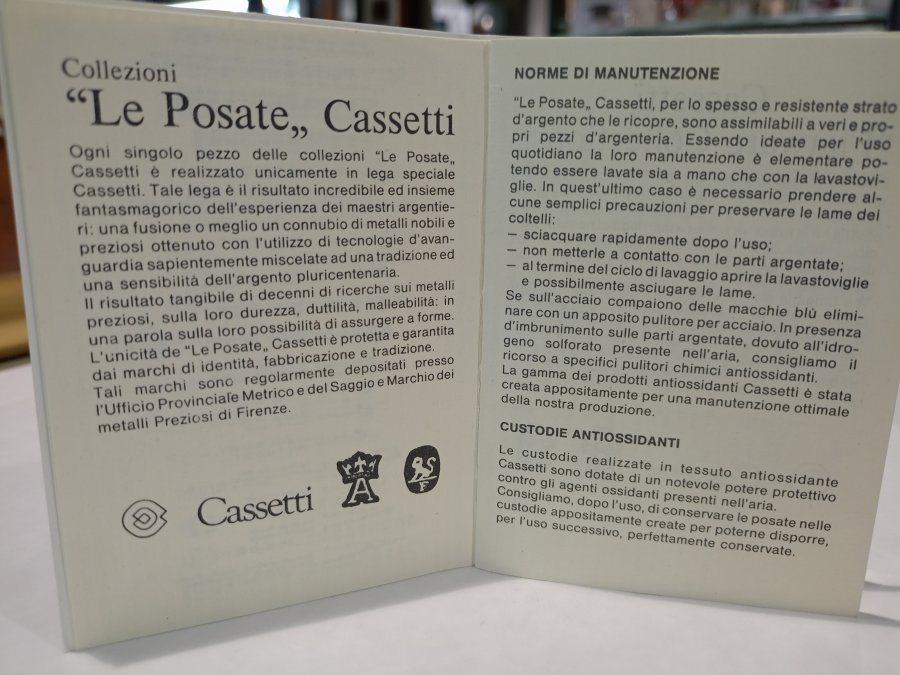 Collezioni
“Le Posate„ Cassetti
Ogni singolo pezzo delle collezioni “Le Posate„
Cassetti è realizzato unicamente in lega speciale
Cassetti. Tale lega è il risultato incredibile ed insieme
fantasmagorico dell'esperienza dei maestri argentie-
ri: una fusione o meglio un connubio di metalli nobili e
preziosi ottenuto con l'utilizzo di tecnologie d'avan-
guardia sapientemente miscelate ad una tradizione ed
una sensibilità dell'argento pluricentenaria.
Il risultato tangibile di decenni di ricerche sui metalli
preziosi, sulla loro durezza, duttilità, malleabilità: in
una parola sulla loro possibilità di assurgere a forme.
L'unicità de “Le Posate„ Cassetti è protetta e garantita
dai marchi di identità, fabbricazione e tradizione.
Tali marchi sono regolarmente depositati presso
l'Ufficio Provinciale Metrico e del Saggio e Marchio dei
metalli Preziosi di Firenze.
Cassetti
A
F
NORME DI MANUTENZIONE
“Le Posate„ Cassetti, per lo spesso e resistente strato
d'argento che le ricopre, sono assimilabili a veri e pro-
pri pezzi d'argenteria. Essendo ideate per l'uso
quotidiano la loro manutenzione è elementare po-
tendo essere lavate sia a mano che con la lavastovi-
glie. In quest'ultimo caso è necessario prendere al-
cune semplici precauzioni per preservare le lame dei
coltelli:
– sciacquare rapidamente dopo l'uso;
– non metterle a contatto con le parti argentate;
– al termine del ciclo di lavaggio aprire la lavastoviglie
e possibilmente asciugare le lame.
Se sull'acciaio compaiono delle macchie blù elimi-
nare con un apposito pulitore per acciaio. In presenza
d'imbrunimento sulle parti argentate, dovuto all'idro-
geno solforato presente nell'aria, consigliamo il
ricorso a specifici pulitori chimici antiossidanti.
La gamma dei prodotti antiossidanti Cassetti è stata
creata appositamente per una manutenzione ottimale
della nostra produzione.
CUSTODIE ANTIOSSIDANTI
Le custodie realizzate in tessuto antiossidante
Cassetti sono dotate di un notevole potere protettivo
contro gli agenti ossidanti presenti nell'aria.
Consigliamo, dopo l'uso, di conservare le posate nelle
custodie appositamente create per poterne disporre,
per l'uso successivo, perfettamente conservate.